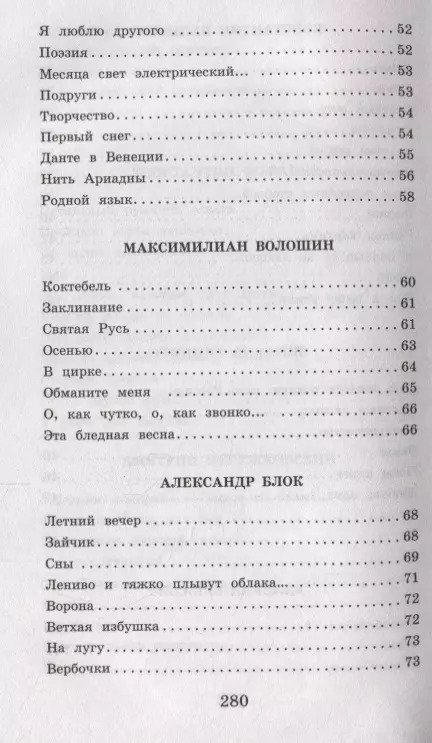 Я люблю другого ........ 52
Поэзия ........ 52
Месяца свет электрический... ........ 53
Подруги ........ 53
Творчество ........ 54
Первый снег ........ 54
Данте в Венеции ........ 55
Нить Ариадны ........ 56
Родной язык ........ 58
МАКСИМИЛИАН ВОЛОШИН
Коктебель ........ 60
Заклинание ........ 61
Святая Русь ........ 61
Осенью ........ 63
В цирке ........ 64
Обманите меня ........ 65
О, как чутко, о, как звонко... ........ 66
Эта бледная весна ........ 66
АЛЕКСАНДР БЛОК
Летний вечер ........ 68
Зайчик ........ 68
Сны ........ 69
Лениво и тяжко плывут облака... ........ 71
Ворона ........ 72
Ветхая избушка ........ 72
На лугу ........ 73
Вербочки ........ 73
280